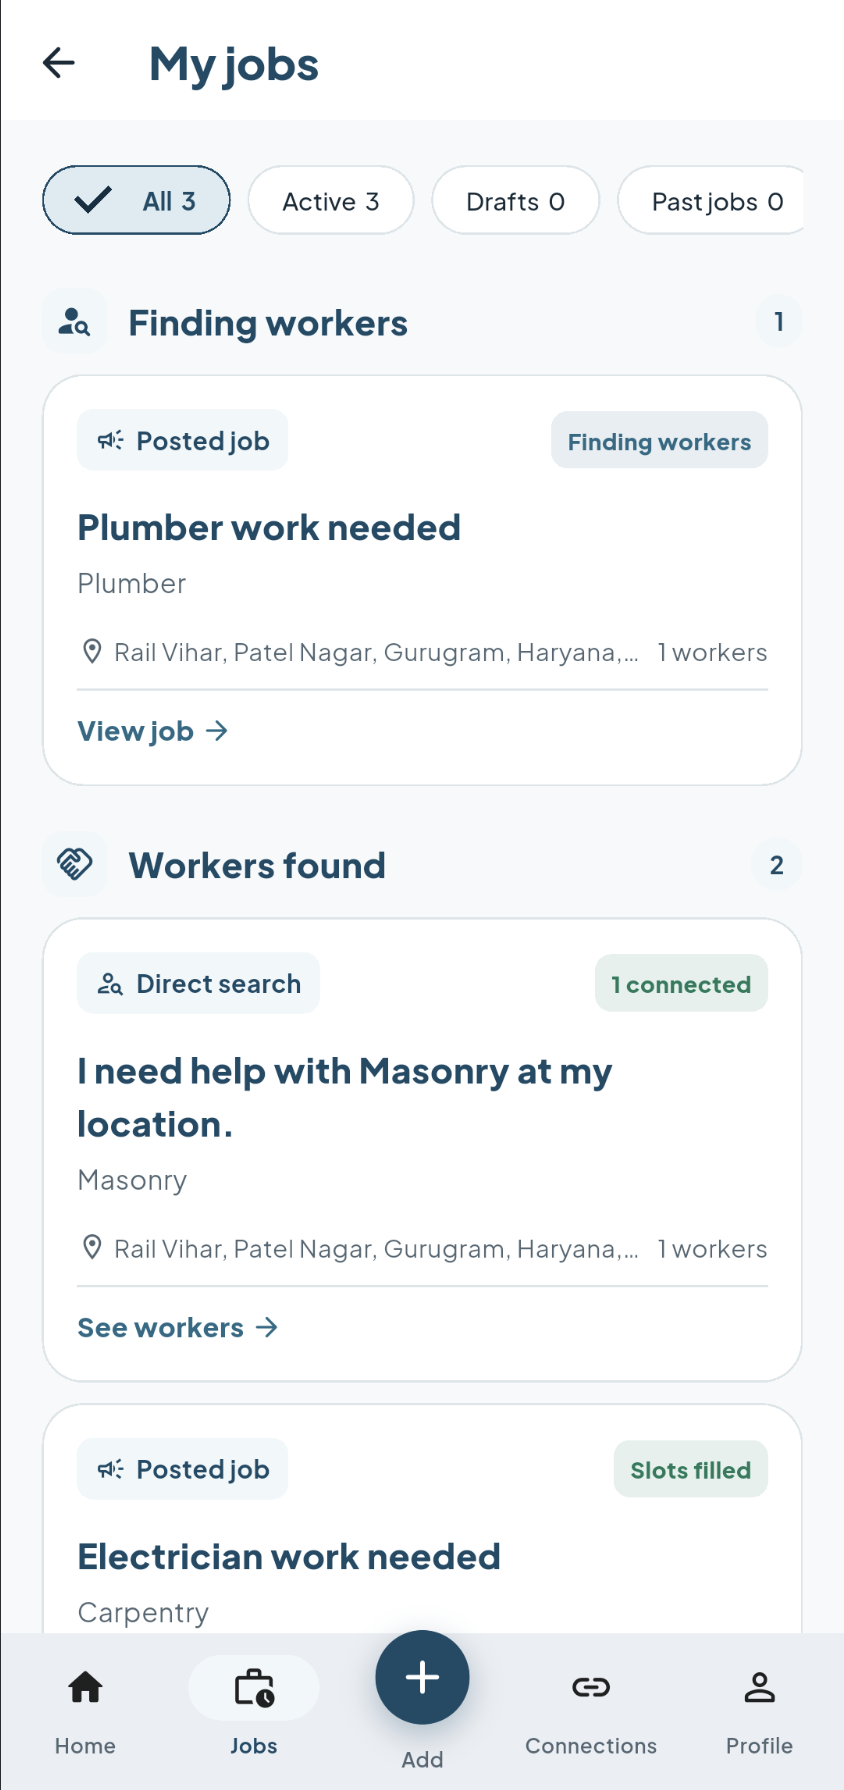 My jobs
All 3
Active 3
Drafts 0
Past jobs 0
Finding workers
1
Posted job
Finding workers
Plumber work needed
Plumber
Rail Vihar, Patel Nagar, Gurugram, Haryana,...
1 workers
View job
Workers found
2
Direct search
1 connected
I need help with Masonry at my
location.
Masonry
Rail Vihar, Patel Nagar, Gurugram, Haryana,...
1 workers
See workers
Posted job
Slots filled
Electrician work needed
Carpentry
Home
Jobs
Add
Connections
Profile